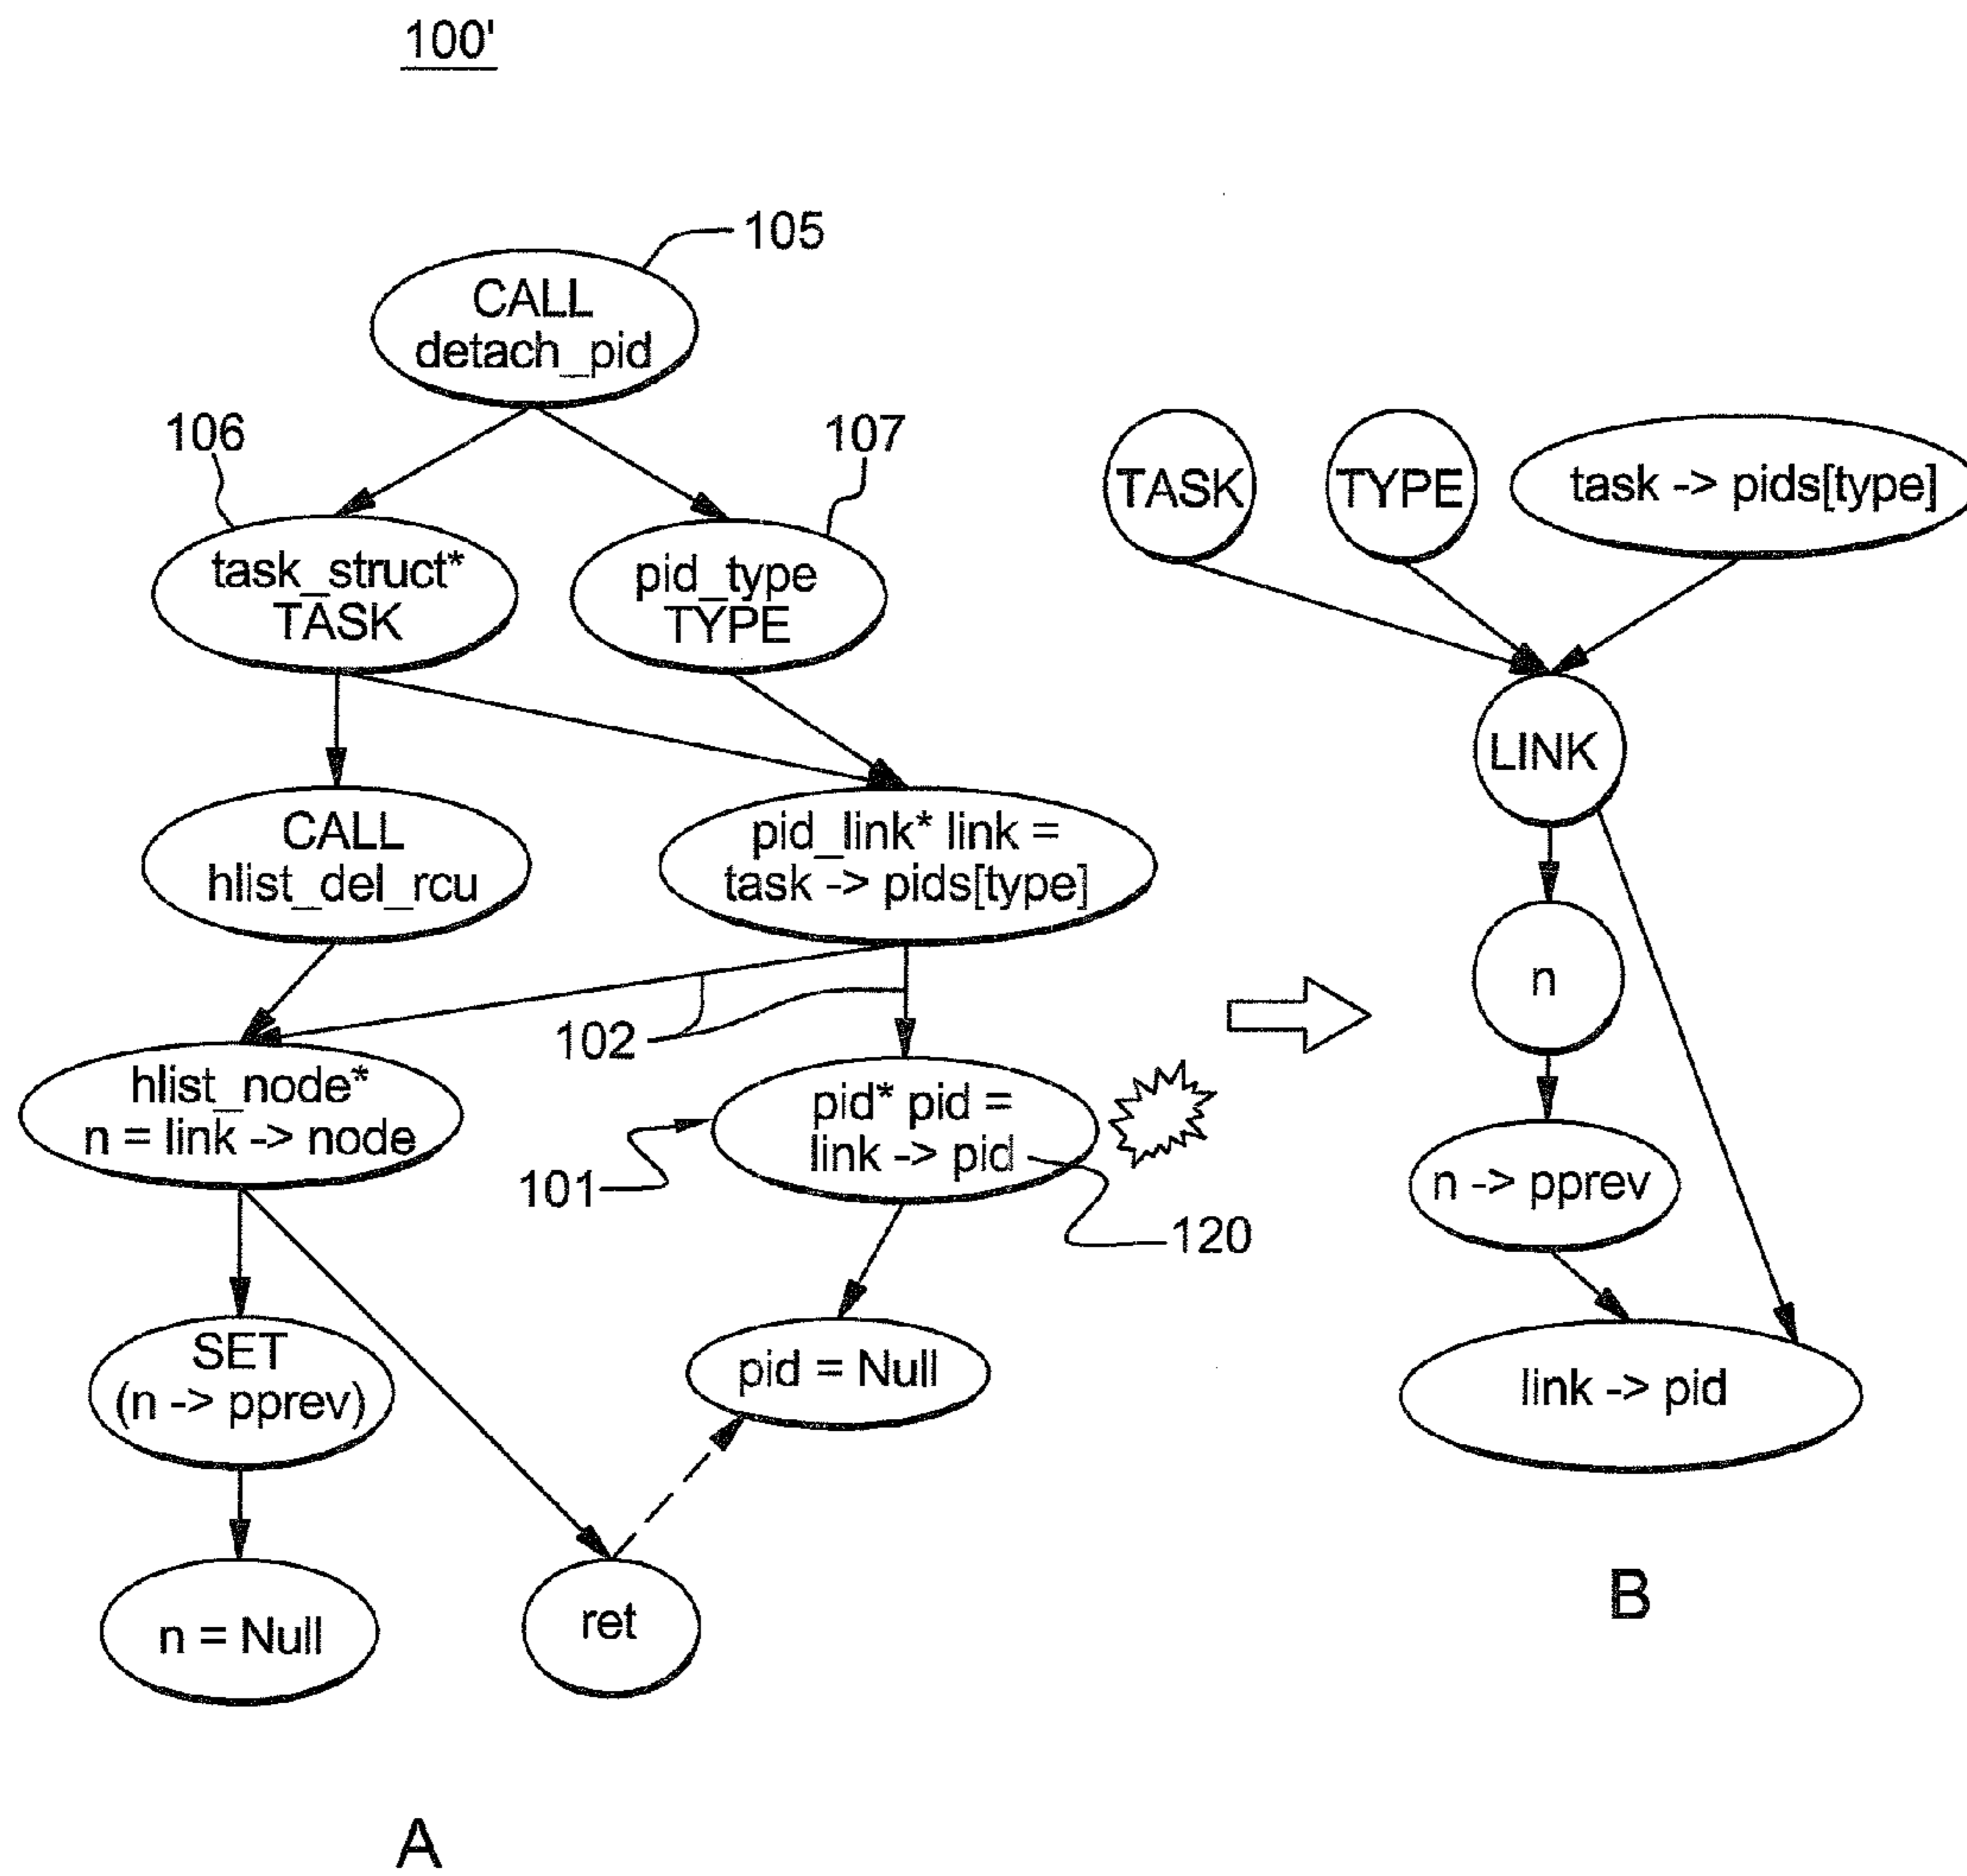 100'
105
CALL
detach_pid
106
107
task_struct*
TASK
pid_type
TYPE
TASK
TYPE
task -> pids[type]
CALL
hlist_del_rcu
pid_link* link =
task -> pids[type]
LINK
102
n
hlist_node*
n = link -> node
pid* pid =
link -> pid
101
120
n -> pprev
SET
(n -> pprev)
pid = Null
link -> pid
n = Null
ret
B
A